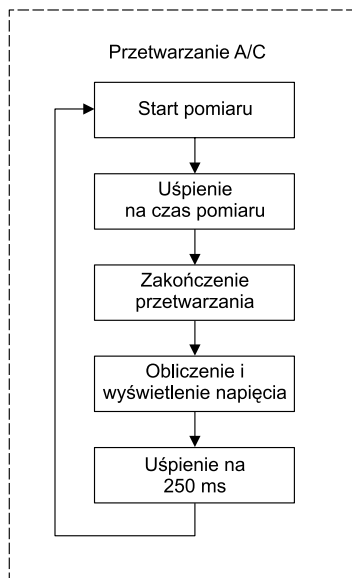 Przetwarzanie A/C
Start pomiaru
Uśpienie
na czas pomiaru
Zakończenie
przetwarzania
Obliczenie i
wyświetlenie napięcia
Uśpienie na
250 ms